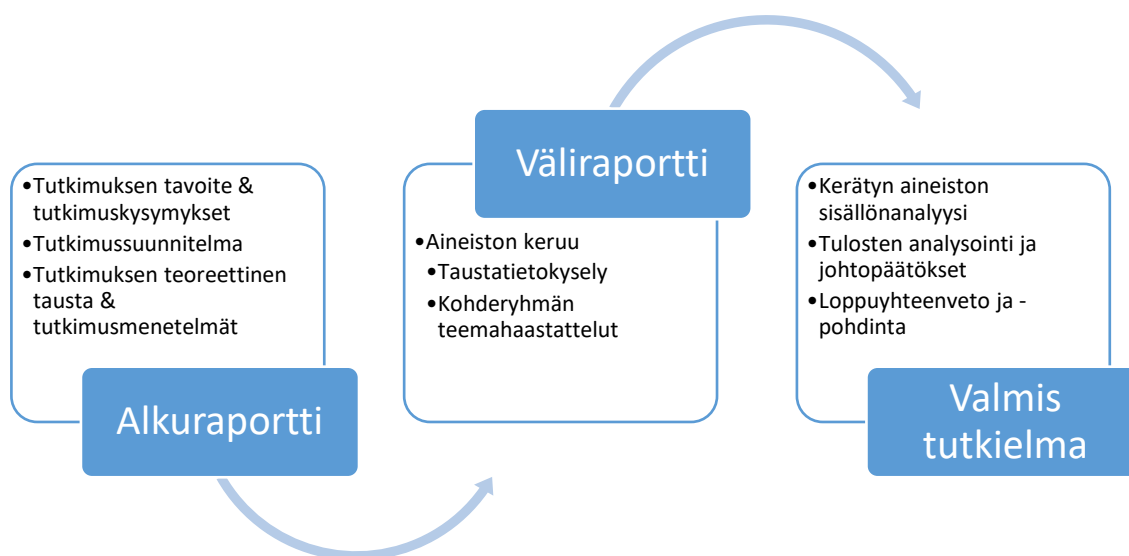 •Tutkimuksen tavoite &
tutkimuskysymykset
•Tutkimussuunnitelma
•Tutkimuksen teoreettinen
tausta &
tutkimusmenetelmät
Alkuraportti
Väliraportti
•Aineiston keruu
•Taustatietokysely
•Kohderyhmän
teemahaastattelut
•Kerätyn aineiston
sisällönanalyysi
•Tulosten analysointi ja
johtopäätökset
•Loppuyhteenveto ja -
pohdinta
Valmis
tutkielma